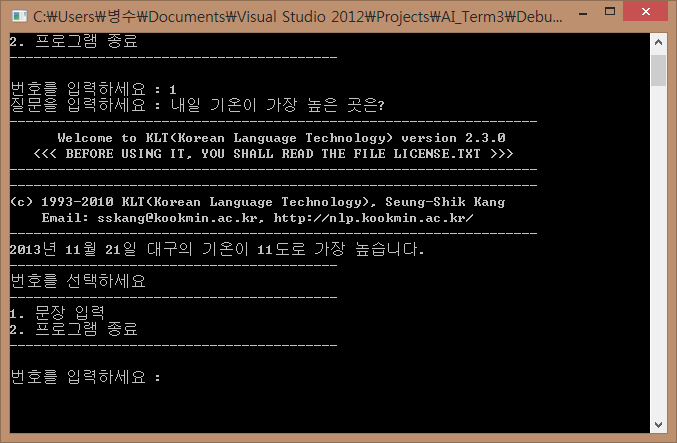 C:\Users\병수\Documents\Visual Studio 2012\Projects\AI_Term3\Debu...
2. 프로그램 종료
-----------------------------------------
번호를 입력하세요 : 1
질문을 입력하세요 : 내일 기온이 가장 높은 곳은?
------------------------------------------------------------------
Welcome to KLT(Korean Language Technology) version 2.3.0
<<< BEFORE USING IT, YOU SHALL READ THE FILE LICENSE.TXT >>>
------------------------------------------------------------------
------------------------------------------------------------------
(c) 1993-2010 KLT(Korean Language Technology), Seung-Shik Kang
Email: sskang@kookmin.ac.kr, http://nlp.kookmin.ac.kr/
------------------------------------------------------------------
2013년 11월 21일 대구의 기온이 11도로 가장 높습니다.
-----------------------------------------
번호를 선택하세요
-----------------------------------------
1. 문장 입력
2. 프로그램 종료
-----------------------------------------
번호를 입력하세요 :